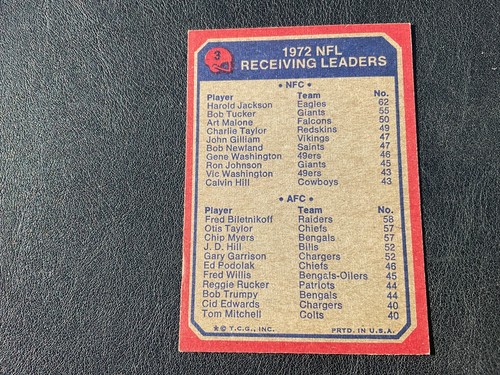 3
1972 NFL
RECEIVING LEADERS
• NFC •
Player Team No.
Harold Jackson Eagles 62
Bob Tucker Giants 55
Art Malone Falcons 50
Charlie Taylor Redskins 49
John Gilliam Vikings 47
Bob Newland Saints 47
Gene Washington 49ers 46
Ron Johnson Giants 45
Vic Washington 49ers 43
Calvin Hill Cowboys 43
• AFC •
Player Team No.
Fred Biletnikoff Raiders 58
Otis Taylor Chiefs 57
Chip Myers Bengals 57
J. D. Hill Bills 52
Gary Garrison Chargers 52
Ed Podolak Chiefs 46
Fred Willis Bengals-Oilers 45
Reggie Rucker Patriots 44
Bob Trumpy Bengals 44
Cid Edwards Chargers 40
Tom Mitchell Colts 40
★© T.C.G., INC. PRTD. IN U.S.A.